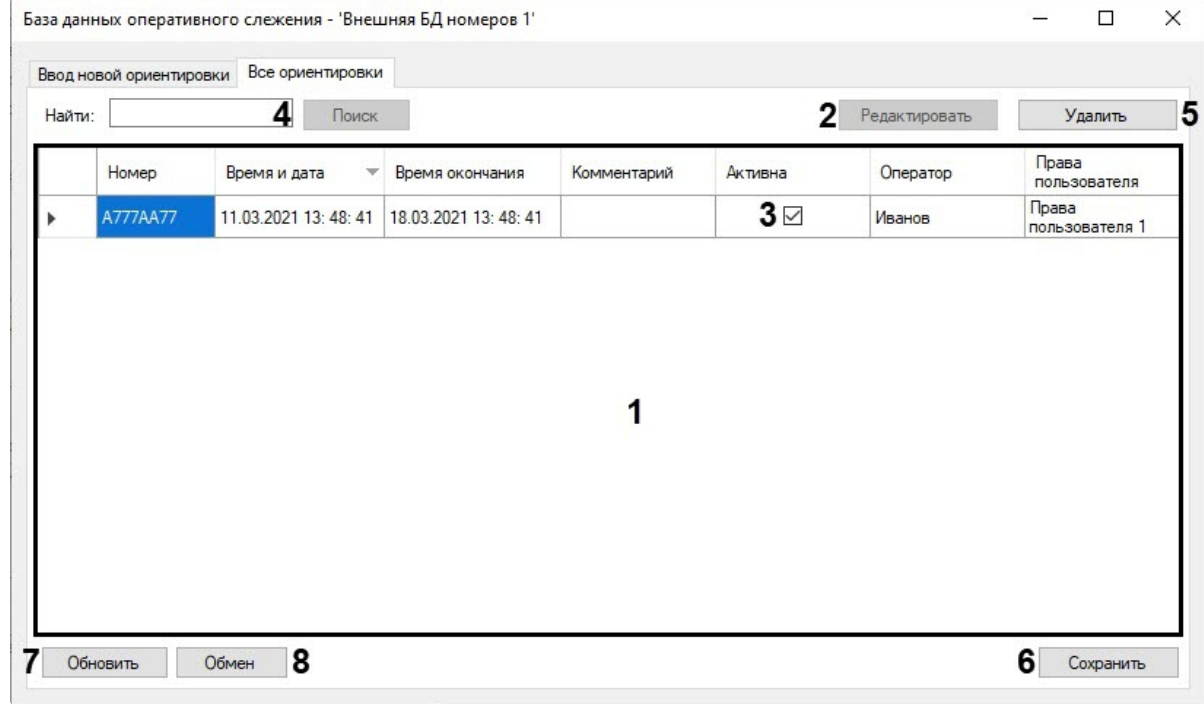 База данных оперативного слежения - 'Внешняя БД номеров 1'
Ввод новой ориентировки Все ориентировки
Найти: 4 Поиск 2 Редактировать Удалить 5
Номер Время и дата Время окончания Комментарий Активна Оператор Права пользователя
А777АА77 11.03.2021 13: 48: 41 18.03.2021 13: 48: 41 3 Иванов Права пользователя 1
1
7 Обновить Обмен 8 6 Сохранить